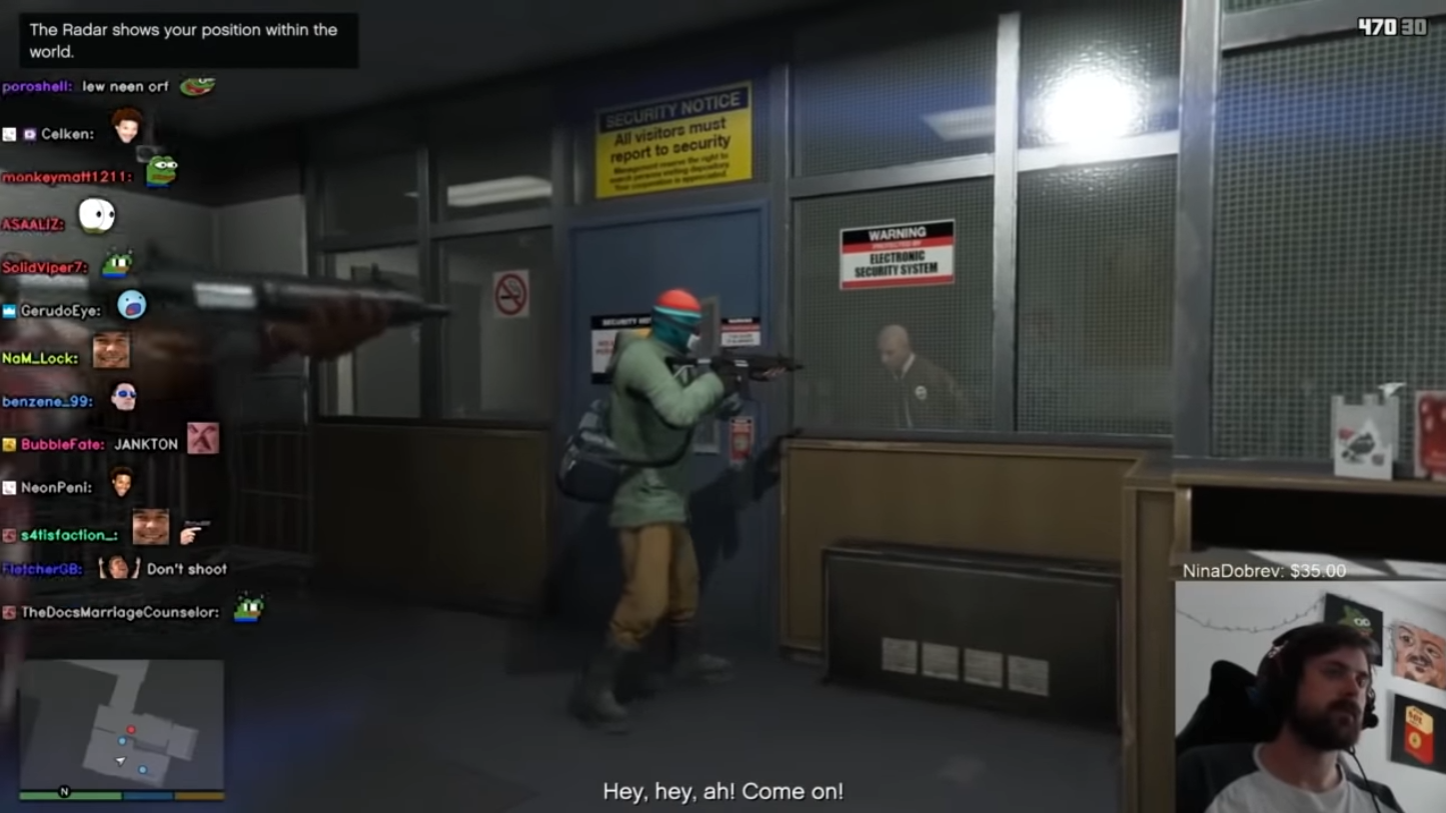 The Radar shows your position within the
world.
470 30
poroshell: lew neen orf
Celken:
monkeymatt1211:
ASAALIZ:
SolidViper7:
GerudoEye:
NaM_Lock:
benzene_99:
BubbleFate: JANKTON
NeonPeni:
s4tisfaction_:
FletcherGB: Don't shoot
TheDocsMarriageCounselor:
SECURITY NOTICE
All visitors must
report to security
WARNING
PROTECTED BY
ELECTRONIC
SECURITY SYSTEM
NinaDobrev: $35.00
N
Hey, hey, ah! Come on!